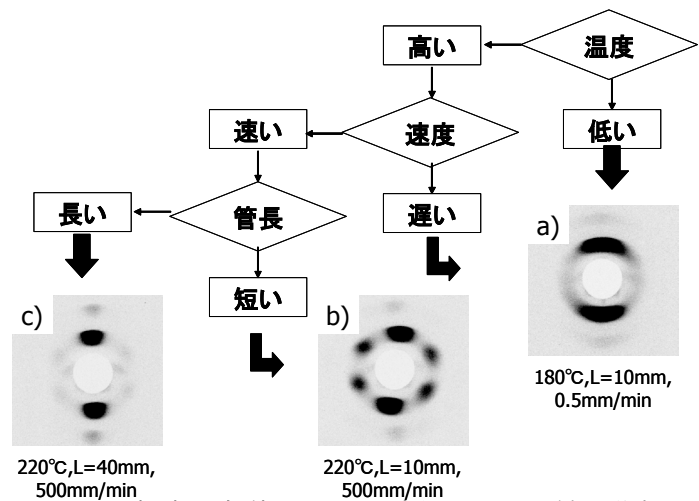 高い
温度
速い
速度
低い
長い
管長
遅い
a)
短い
c)
b)
180℃,L=10mm,
0.5mm/min
220℃,L=40mm,
500mm/min
220℃,L=10mm,
500mm/min